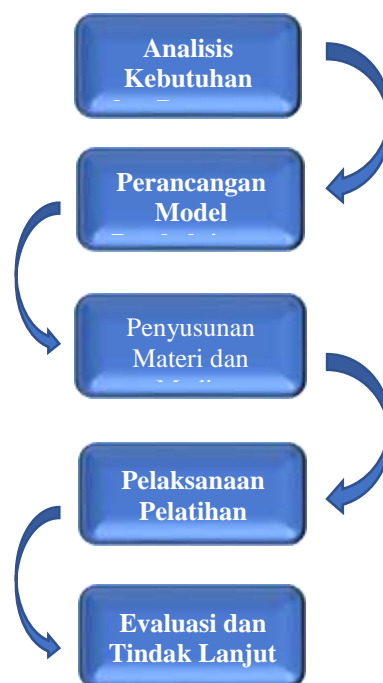 Analisis
Kebutuhan
Perancangan
Model
Penyusunan
Materi dan
Pelaksanaan
Pelatihan
Evaluasi dan
Tindak Lanjut